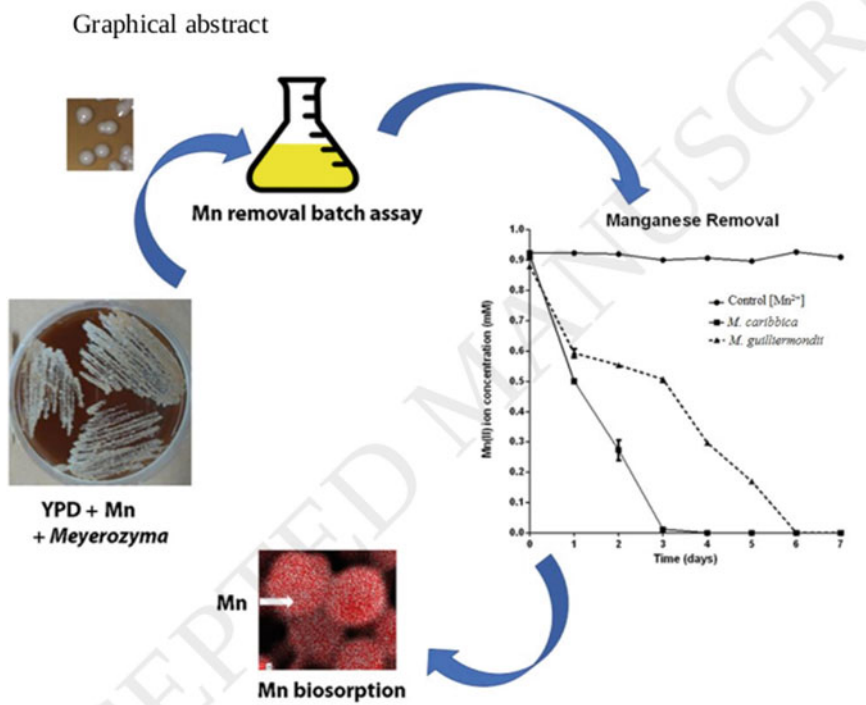 Graphical abstract
Mn removal batch assay
Manganese Removal
1.0
0.9
0.8
0.7
0.6
0.5
0.4
0.3
0.2
0.1
0.0
Mn(II) ion concentration (mM)
Control [Mn²⁺]
M. caribbica
M. guilliermondii
0 1 2 3 4 5 6 7
Time (days)
YPD + Mn
+ Meyerozyma
Mn
Mn biosorption
EPTED MANUSCR